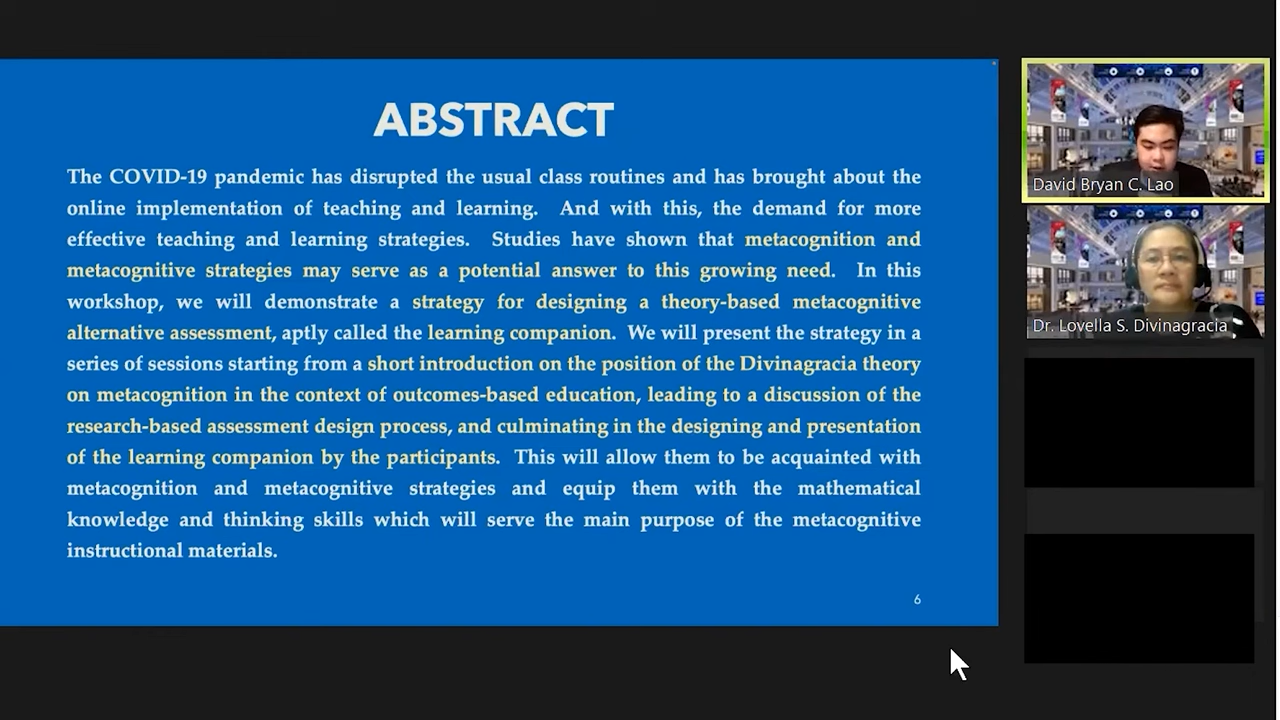 ABSTRACT
The COVID-19 pandemic has disrupted the usual class routines and has brought about the
online implementation of teaching and learning. And with this, the demand for more
effective teaching and learning strategies. Studies have shown that metacognition and
metacognitive strategies may serve as a potential answer to this growing need. In this
workshop, we will demonstrate a strategy for designing a theory-based metacognitive
alternative assessment, aptly called the learning companion. We will present the strategy in a
series of sessions starting from a short introduction on the position of the Divinagracia theory
on metacognition in the context of outcomes-based education, leading to a discussion of the
research-based assessment design process, and culminating in the designing and presentation
of the learning companion by the participants. This will allow them to be acquainted with
metacognition and metacognitive strategies and equip them with the mathematical
knowledge and thinking skills which will serve the main purpose of the metacognitive
instructional materials.
6
David Bryan C. Lao
Dr. Lovella S. Divinagracia